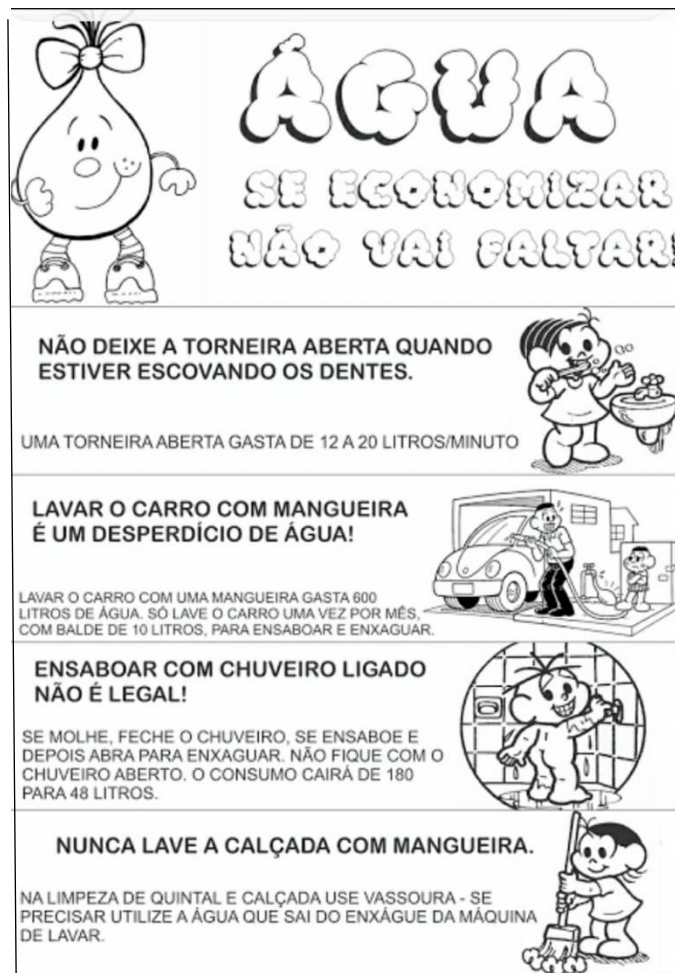 ÁGUA
SE ECONOMIZAR
NÃO VAI FALTAR!
NÃO DEIXE A TORNEIRA ABERTA QUANDO
ESTIVER ESCOVANDO OS DENTES.
UMA TORNEIRA ABERTA GASTA DE 12 A 20 LITROS/MINUTO
LAVAR O CARRO COM MANGUEIRA
É UM DESPERDÍCIO DE ÁGUA!
LAVAR O CARRO COM UMA MANGUEIRA GASTA 600
LITROS DE ÁGUA. SÓ LAVE O CARRO UMA VEZ POR MÊS,
COM BALDE DE 10 LITROS, PARA ENSABOAR E ENXAGUAR.
ENSABOAR COM CHUVEIRO LIGADO
NÃO É LEGAL!
SE MOLHE, FECHE O CHUVEIRO, SE ENSABOE E
DEPOIS ABRA PARA ENXAGUAR. NÃO FIQUE COM O
CHUVEIRO ABERTO. O CONSUMO CAIRÁ DE 180
PARA 48 LITROS.
NUNCA LAVE A CALÇADA COM MANGUEIRA.
NA LIMPEZA DE QUINTAL E CALÇADA USE VASSOURA - SE
PRECISAR UTILIZE A ÁGUA QUE SAI DO ENXÁGUE DA MÁQUINA
DE LAVAR.